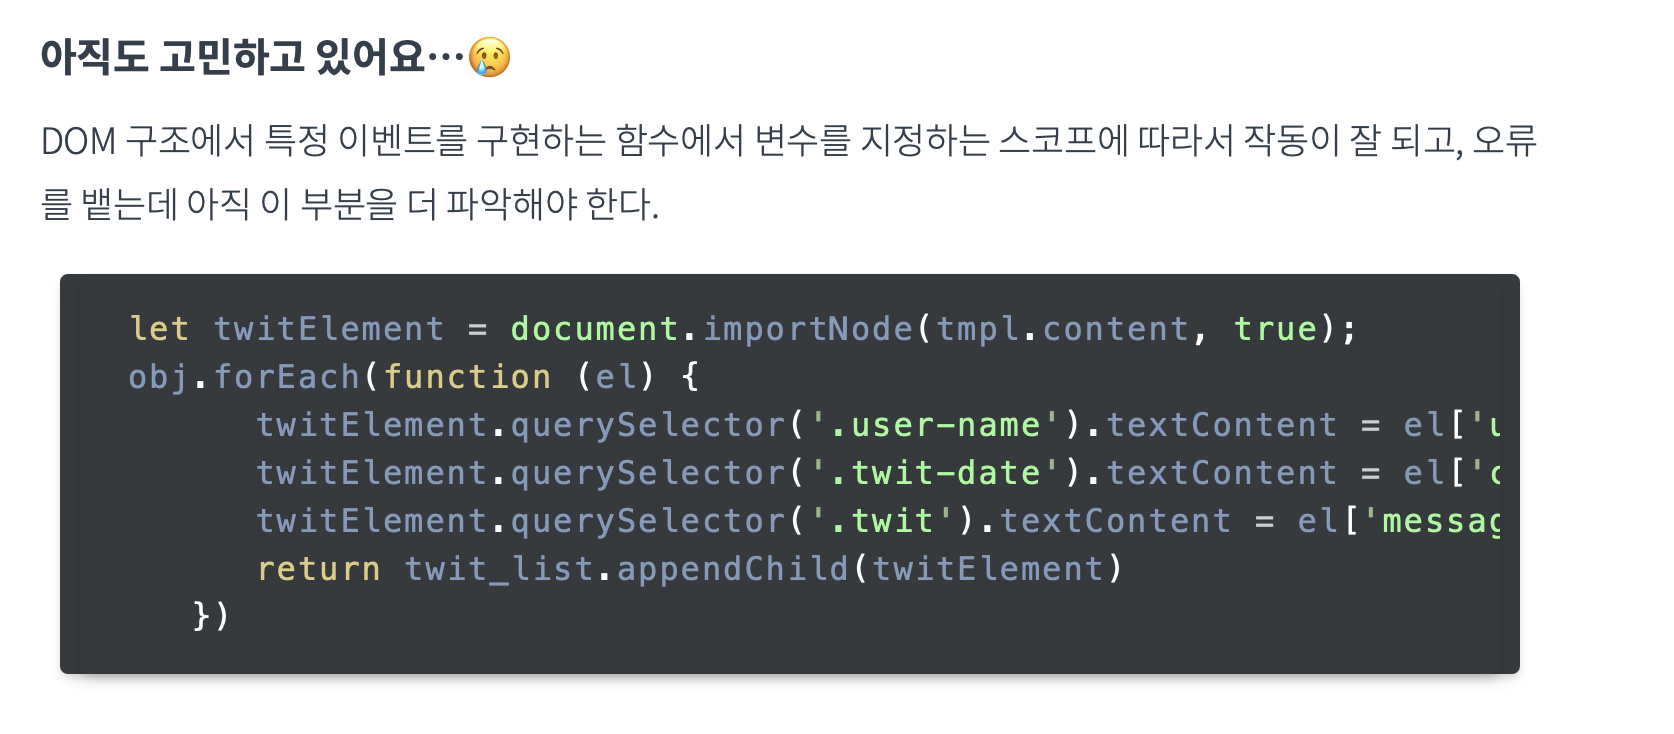 아직도 고민하고 있어요…😢
DOM 구조에서 특정 이벤트를 구현하는 함수에서 변수를 지정하는 스코프에 따라서 작동이 잘 되고, 오류
를 뱉는데 아직 이 부분을 더 파악해야 한다.
let twitElement = document.importNode(tmpl.content, true);
obj.forEach(function (el) {
twitElement.querySelector('.user-name').textContent = el['u
twitElement.querySelector('.twit-date').textContent = el['c
twitElement.querySelector('.twit').textContent = el['messag
return twit_list.appendChild(twitElement)
})